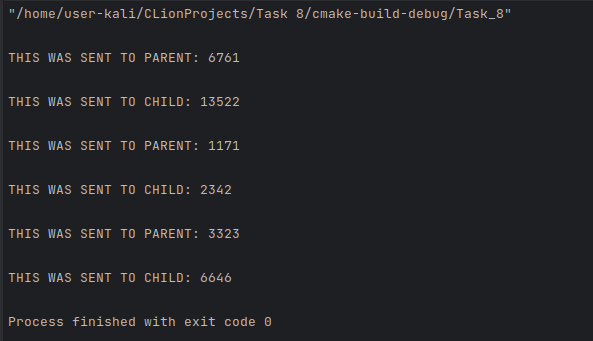 "/home/user-kali/CLionProjects/Task 8/cmake-build-debug/Task_8"
THIS WAS SENT TO PARENT: 6761
THIS WAS SENT TO CHILD: 13522
THIS WAS SENT TO PARENT: 1171
THIS WAS SENT TO CHILD: 2342
THIS WAS SENT TO PARENT: 3323
THIS WAS SENT TO CHILD: 6646
Process finished with exit code 0